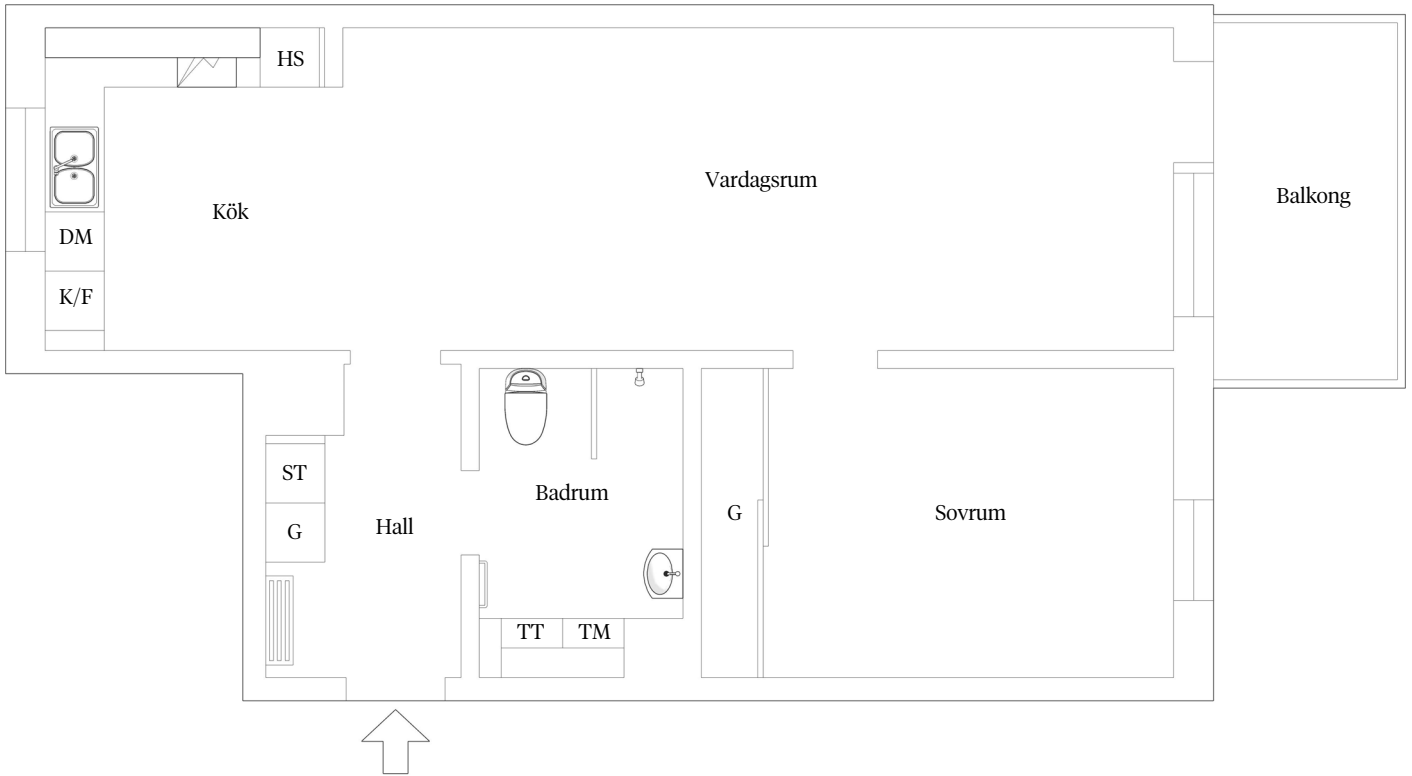 HS
Vardagsrum
Balkong
Kök
DM
K/F
ST
Badrum
G
Sovrum
Hall
G
TT
TM